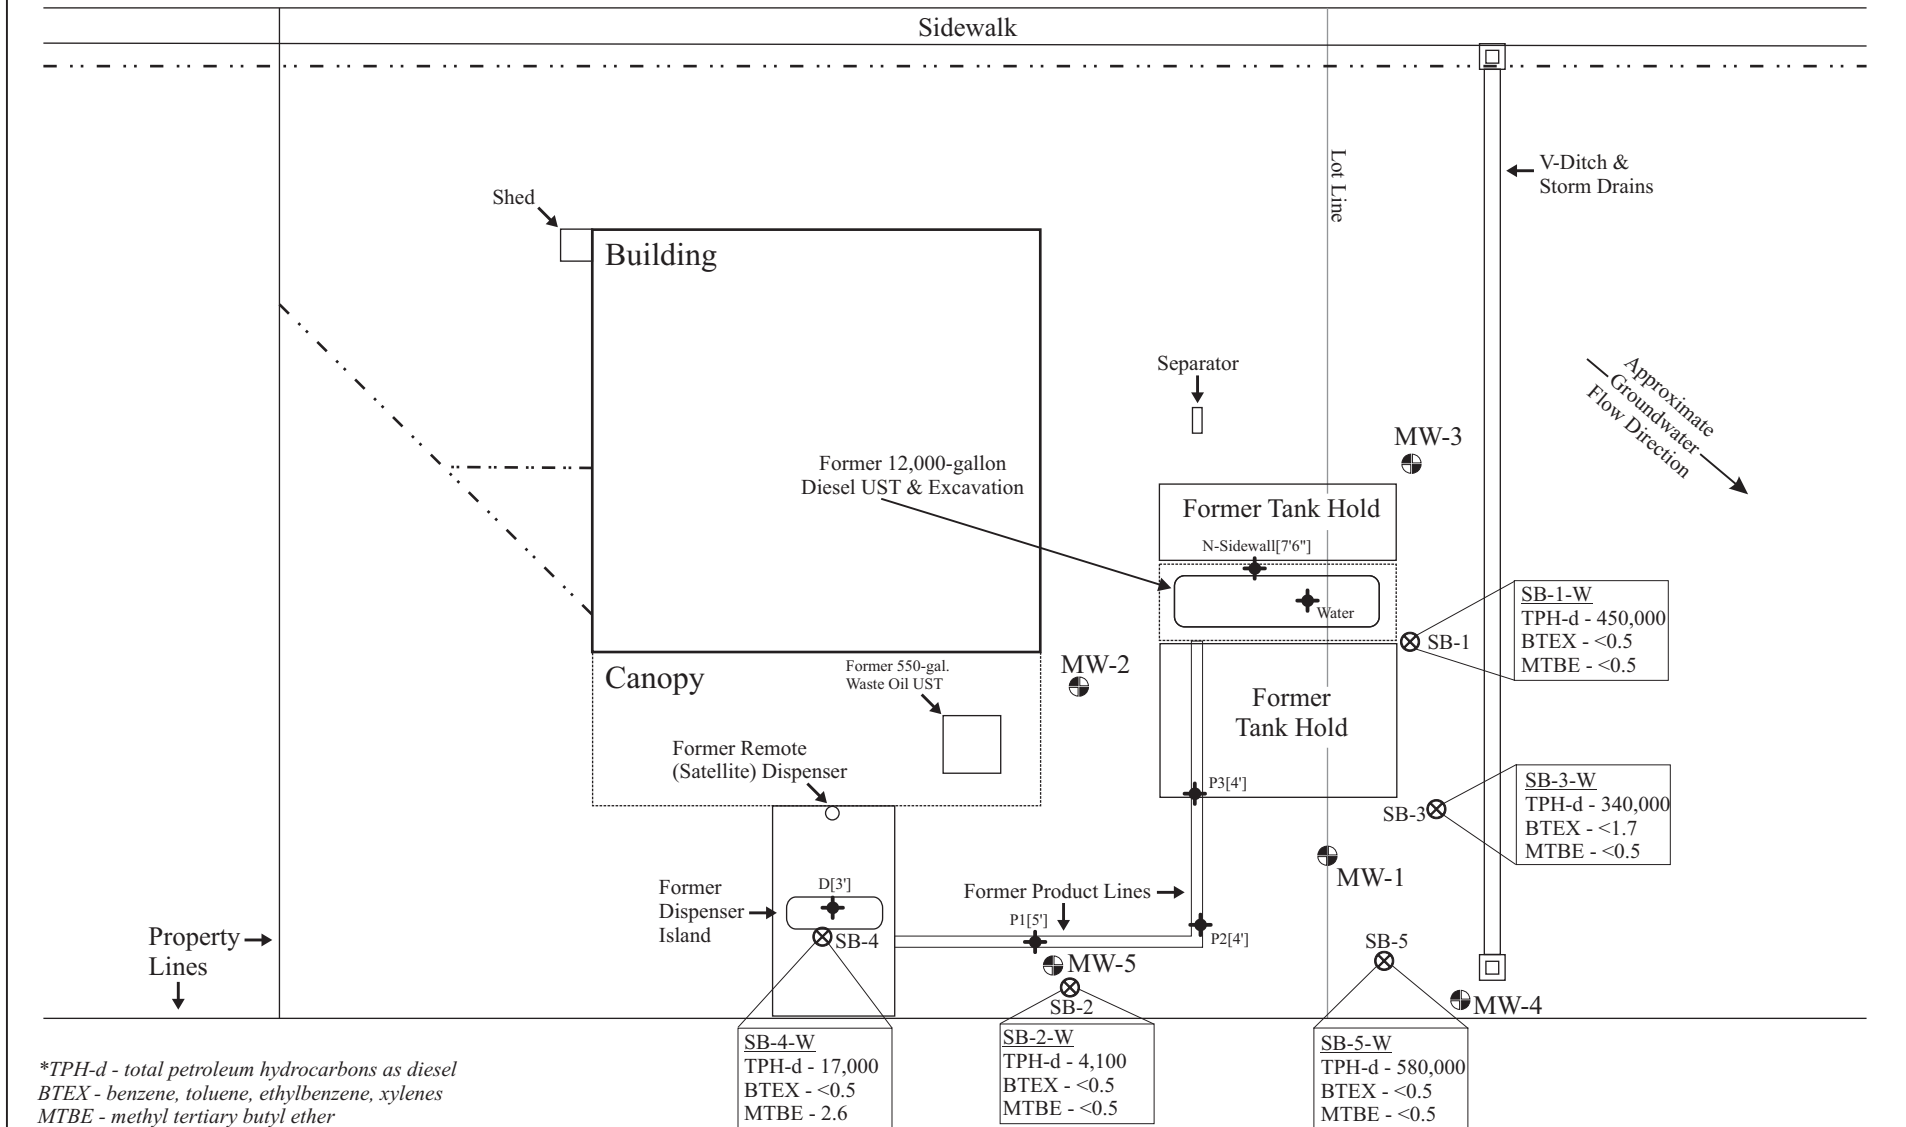 Sidewalk
Lot Line
V-Ditch &
Storm Drains
Shed
Building
Approximate
Groundwater
Flow Direction
Separator
MW-3
Former 12,000-gallon
Diesel UST & Excavation
Former Tank Hold
N-Sidewall[7'6"]
Water
SB-1
SB-1-W
TPH-d - 450,000
BTEX - <0.5
MTBE - <0.5
Canopy
Former 550-gal.
Waste Oil UST
MW-2
Former
Tank Hold
Former Remote
(Satellite) Dispenser
P3[4']
SB-3
SB-3-W
TPH-d - 340,000
BTEX - <1.7
MTBE - <0.5
MW-1
Former
Dispenser
Island
D[3']
SB-4
Former Product Lines
P1[5']
P2[4']
MW-5
SB-2
SB-5
MW-4
Property
Lines
SB-4-W
TPH-d - 17,000
BTEX - <0.5
MTBE - 2.6
SB-2-W
TPH-d - 4,100
BTEX - <0.5
MTBE - <0.5
SB-5-W
TPH-d - 580,000
BTEX - <0.5
MTBE - <0.5
*TPH-d - total petroleum hydrocarbons as diesel
BTEX - benzene, toluene, ethylbenzene, xylenes
MTBE - methyl tertiary butyl ether